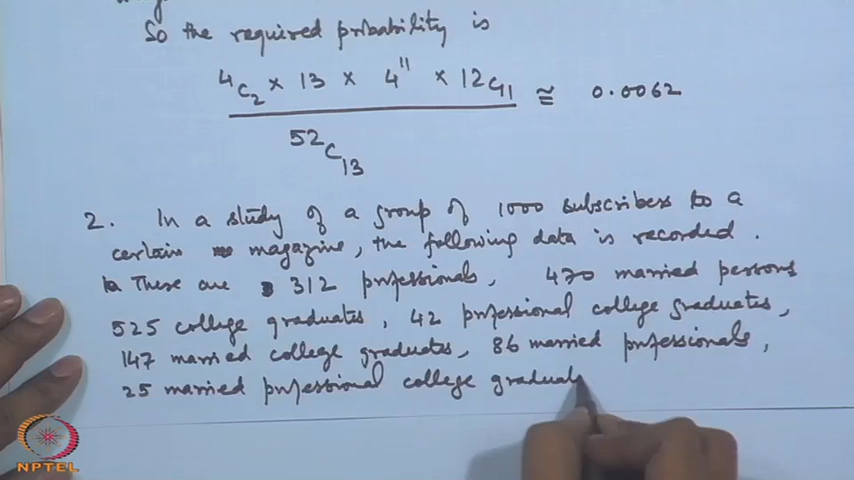 So the required probability is
4C2 × 13 × 4^11 × 12C11 ≅ 0.0062
52C13
2. In a study of a group of 1000 subscribers to a
certain magazine, the following data is recorded.
There are 312 professionals, 470 married persons
525 college graduates, 42 professional college graduates,
147 married college graduates, 86 married professionals,
25 married professional college graduat
NPTEL